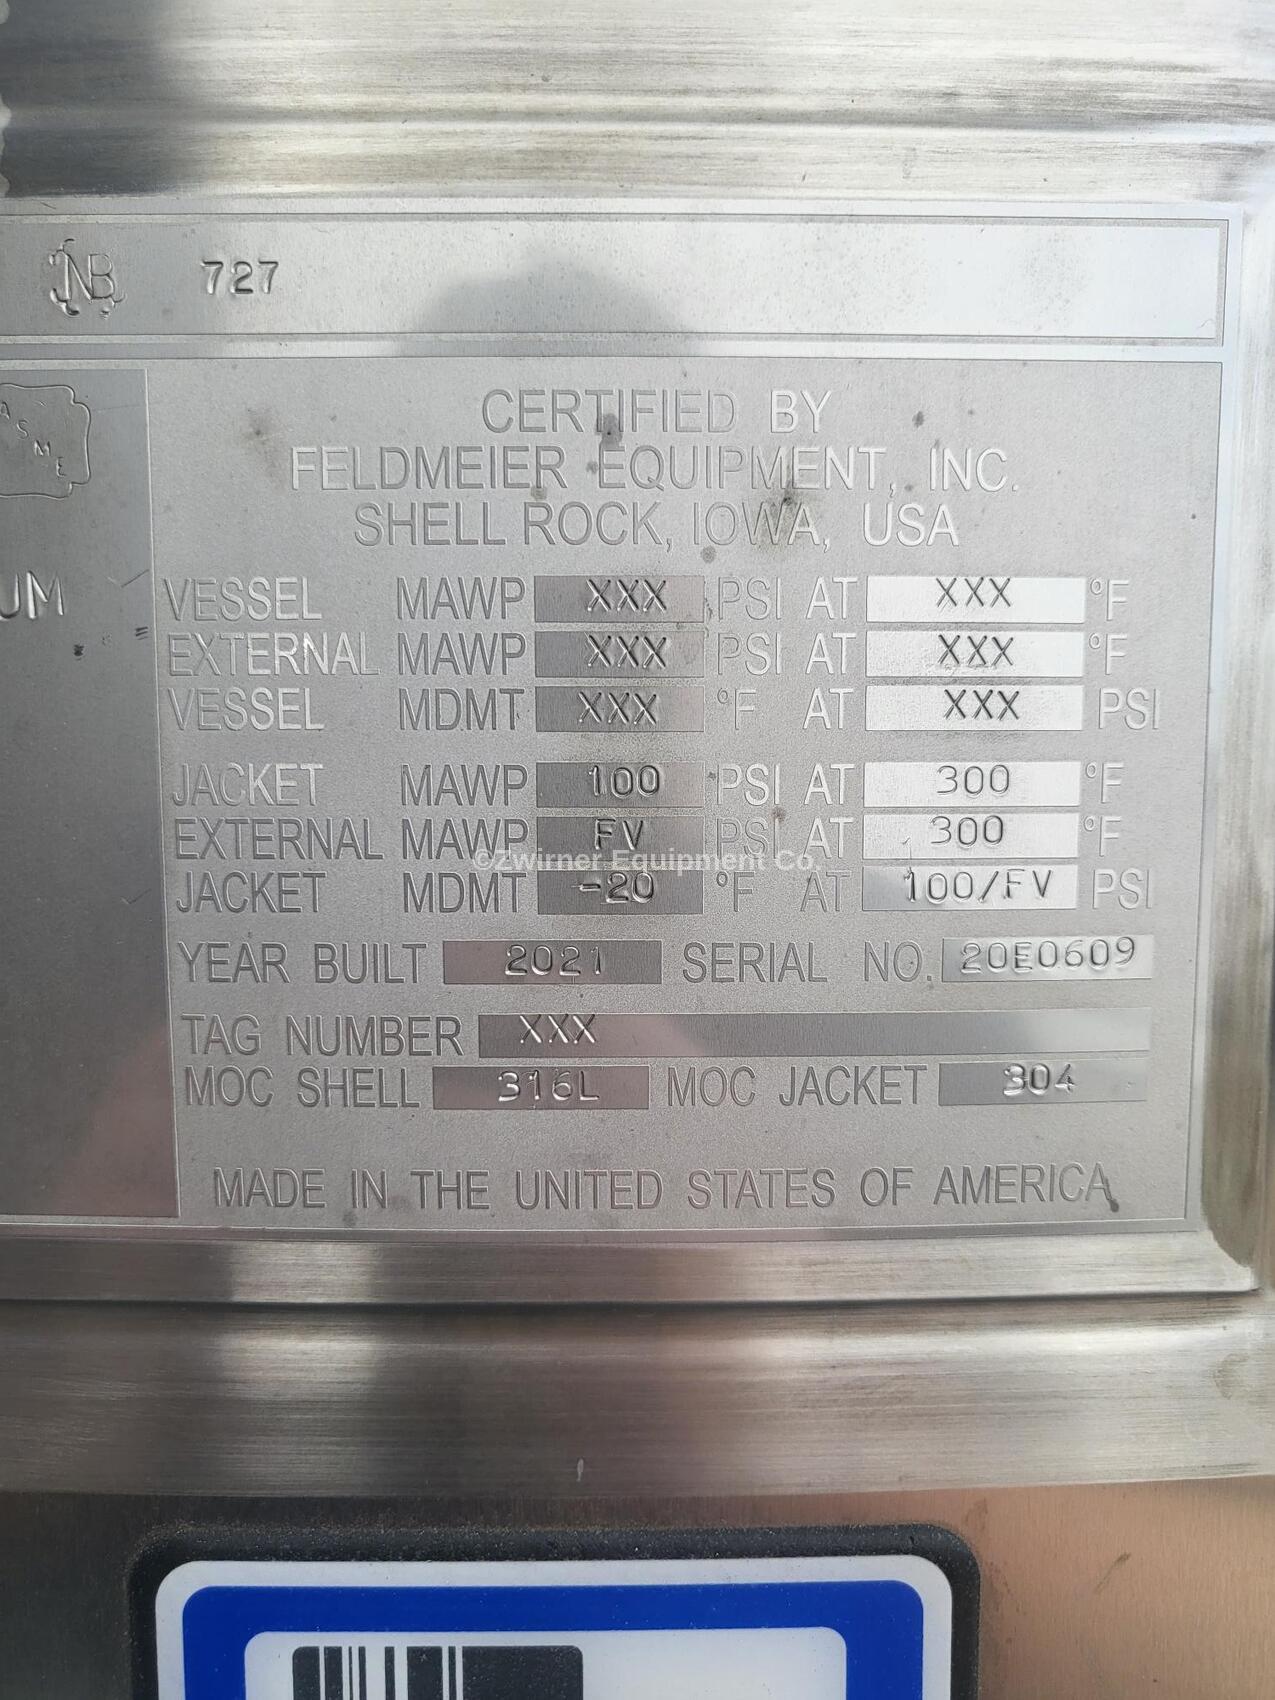 NB 727
ASME
UM
CERTIFIED BY
FELDMEIER EQUIPMENT, INC.
SHELL ROCK, IOWA, USA
VESSEL MAWP XXX PSI AT XXX °F
EXTERNAL MAWP XXX PSI AT XXX °F
VESSEL MDMT XXX °F AT XXX PSI
JACKET MAWP 100 PSI AT 300 °F
EXTERNAL MAWP FV PSI AT 300 °F
©Zwirner Equipment Co.
JACKET MDMT -20 °F AT 100/FV PSI
YEAR BUILT 2021 SERIAL NO. 20E0609
TAG NUMBER XXX
MOC SHELL 316L MOC JACKET 304
MADE IN THE UNITED STATES OF AMERICA